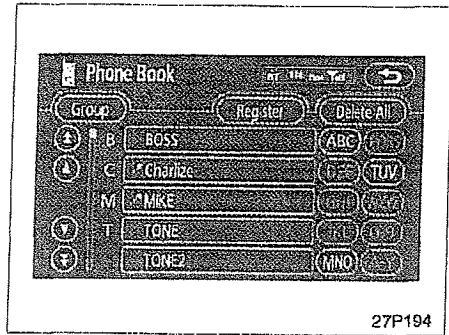 Phone Book
Group Register Delete All
B BOSS ABC
C Charlize TUV
M MIKE
T TONE
TONE2 MNO
27P194